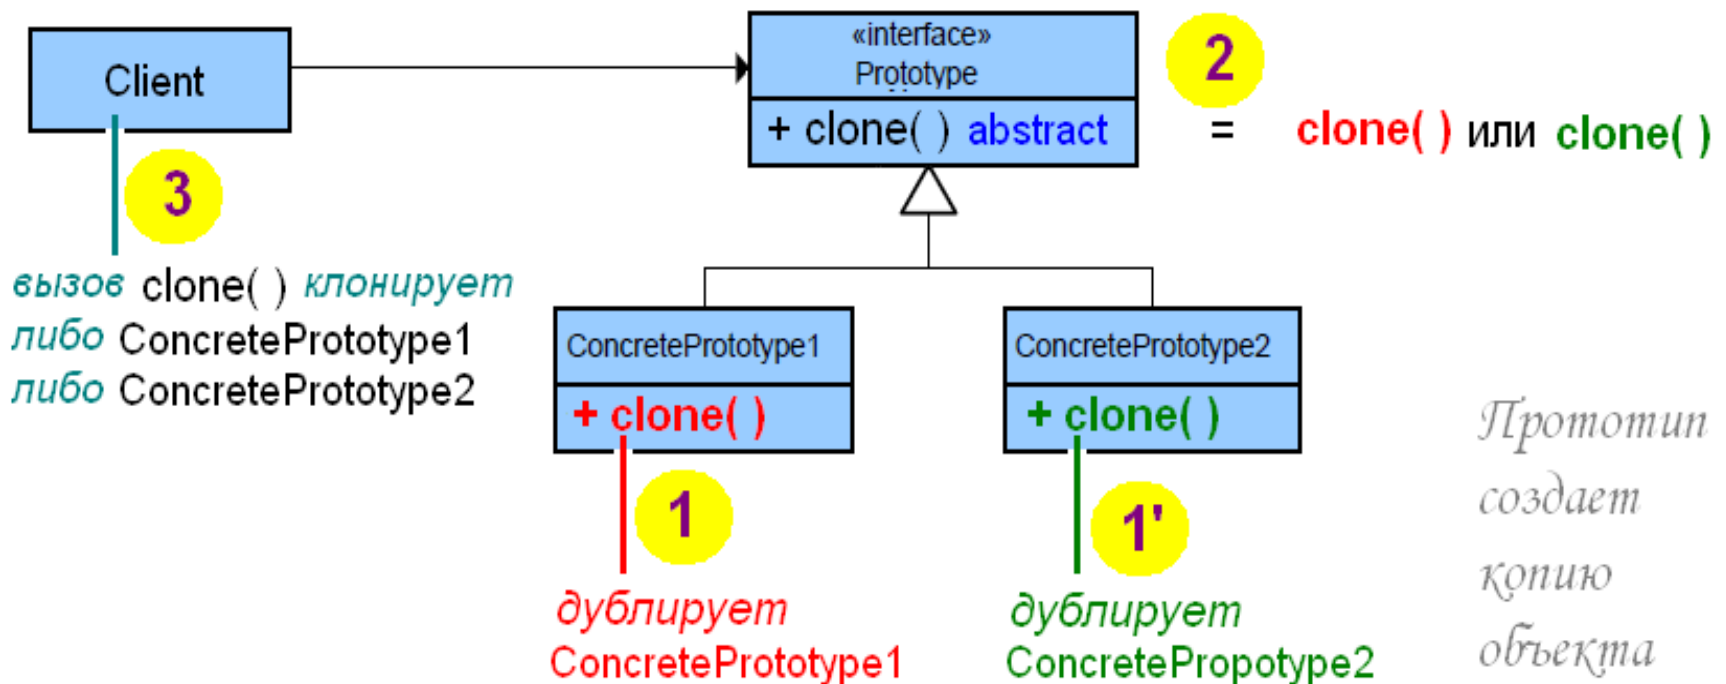 Client
«interface»
Prototype
+ clone( ) abstract
2
= clone( ) или clone( )
3
вызов clone( ) клонирует
либо ConcretePrototype1
либо ConcretePrototype2
ConcretePrototype1
+ clone( )
1
дублирует
ConcretePrototype1
ConcretePrototype2
+ clone( )
1'
дублирует
ConcretePropotype2
Прототип
создает
копию
объекта